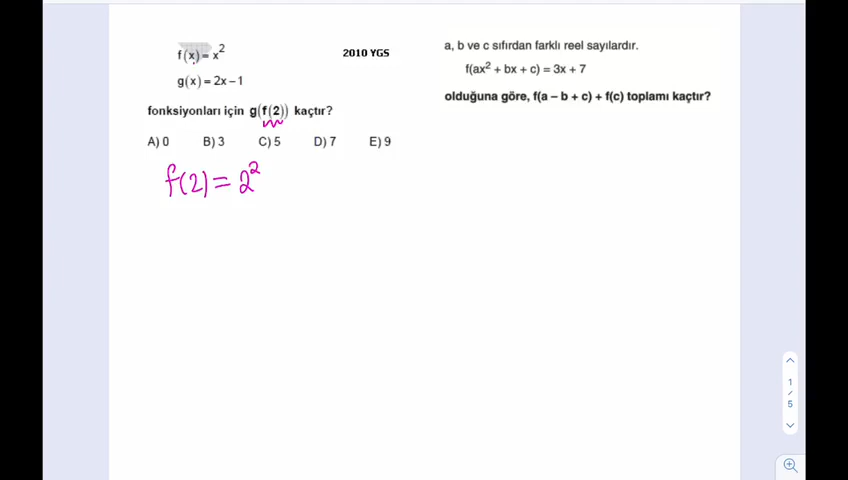 f(x) = x²
2010 YGS
g(x) = 2x – 1
fonksiyonları için g(f(2)) kaçtır?
A) 0 B) 3 C) 5 D) 7 E) 9
f(2) = 2²
a, b ve c sıfırdan farklı reel sayılardır.
f(ax² + bx + c) = 3x + 7
olduğuna göre, f(a – b + c) + f(c) toplamı kaçtır?
1
/
5